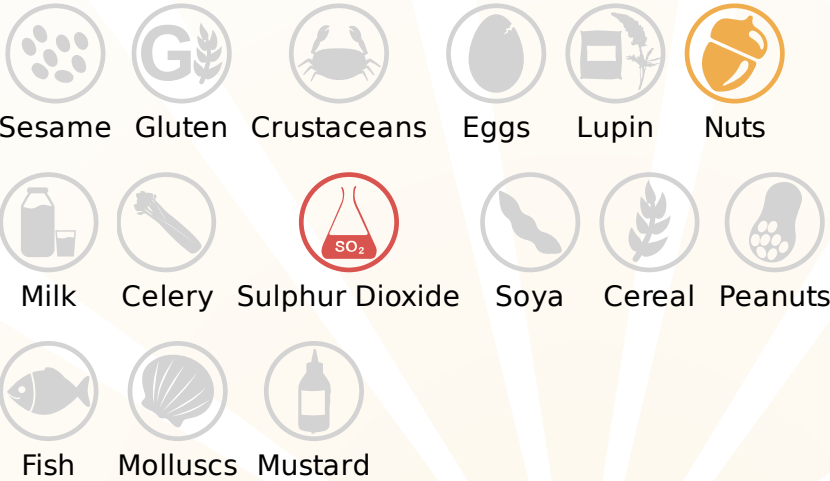 G
Sesame Gluten Crustaceans Eggs Lupin Nuts
SO₂
Milk Celery Sulphur Dioxide Soya Cereal Peanuts
Fish Molluscs Mustard